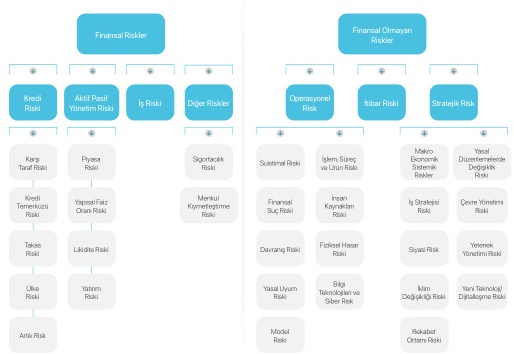 Finansal Riskler
Finansal Olmayan
Riskler
Kredi
Riski
Aktif Pasif
Yönetim Riski
İş Riski
Diğer Riskler
Operasyonel
Risk
İtibar Riski
Stratejik Risk
Karşı
Taraf Riski
Piyasa
Riski
Sigortacılık
Riski
Suistimal Riski
İşlem, Süreç
ve Ürün Riski
Makro
Ekonomik
Sistemik
Riskler
Yasal
Düzenlemelerde
Değişiklik
Riski
Kredi
Temerküzü
Riski
Yapısal Faiz
Oranı Riski
Menkul
Kıymetleştirme
Riski
Finansal
Suç Riski
İnsan
Kaynakları
Riski
İş Stratejisi
Riski
Çevre Yönetimi
Riski
Takas
Riski
Likidite Riski
Davranış Riski
Fiziksel Hasar
Riski
Siyasi Risk
Yetenek
Yönetimi Riski
Ülke
Riski
Yatırım
Riski
Yasal Uyum
Riski
Bilgi
Teknolojileri ve
Siber Risk
İklim
Değişikliği Riski
Yeni Teknoloji/
Dijitalleşme Riski
Artık Risk
Model
Riski
Rekabet
Ortamı Riski